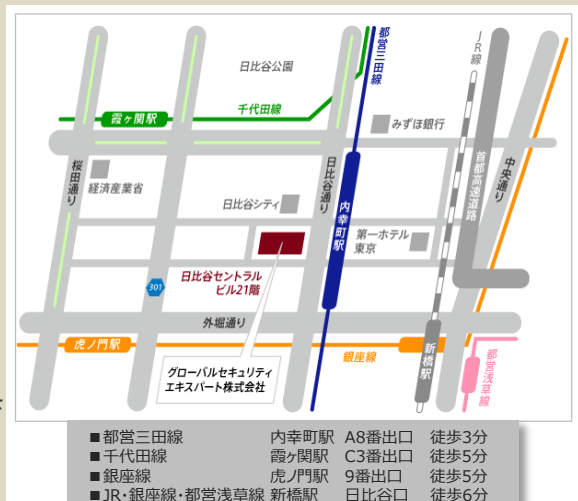 都営三田線
JR線
日比谷公園
千代田線
霞ヶ関駅
みずほ銀行
桜田通り
経済産業省
日比谷通り
首都高速道路
中央通り
日比谷シティ
内幸町駅
第一ホテル
東京
日比谷セントラル
ビル21階
301
外堀通り
虎ノ門駅
銀座線
新橋駅
都営浅草線
グローバルセキュリティ
エキスパート株式会社
■都営三田線 内幸町駅 A8番出口 徒歩3分
■千代田線 霞ヶ関駅 C3番出口 徒歩5分
■銀座線 虎ノ門駅 9番出口 徒歩5分
■JR・銀座線・都営浅草線 新橋駅 日比谷口 徒歩6分